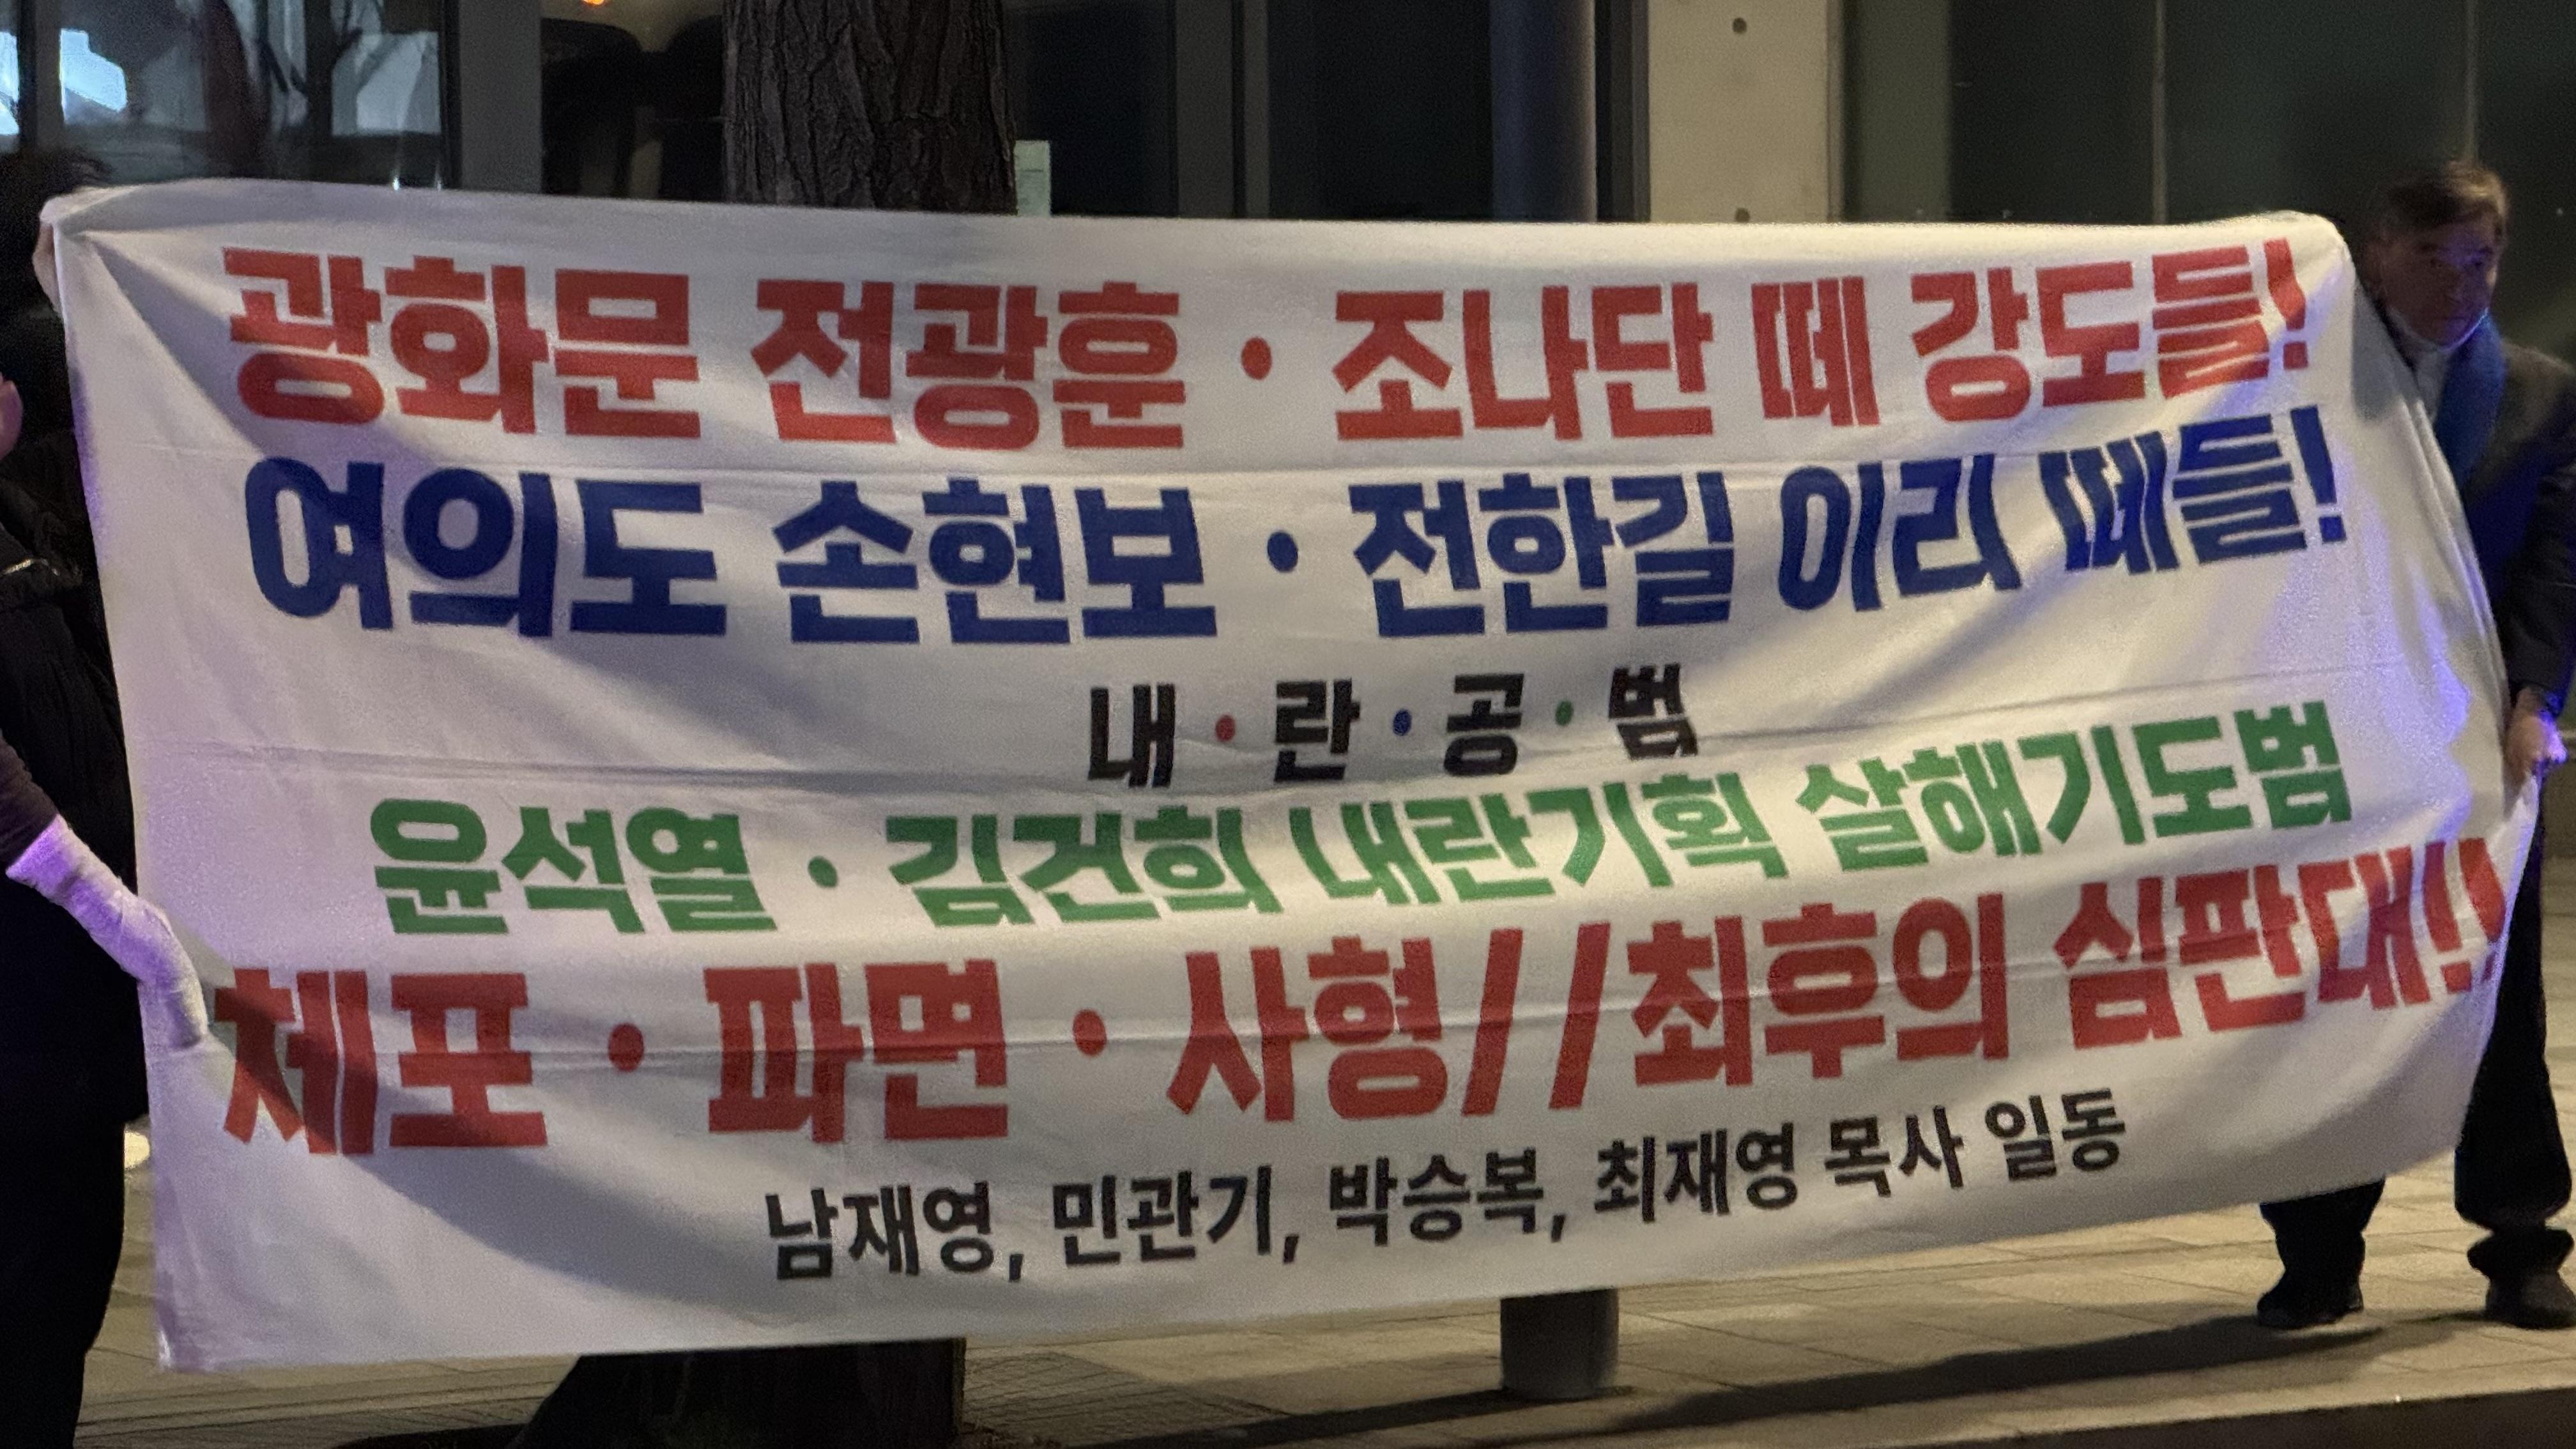 광화문 전광훈 · 조나단 떼 강도들!
여의도 손현보 · 전한길 이리 떼들!
내·란·공·범
윤석열 · 김건희 내란기획 살해기도범
체포 · 파면 · 사형//최후의 심판대!!
남재영, 민관기, 박승복, 최재영 목사 일동